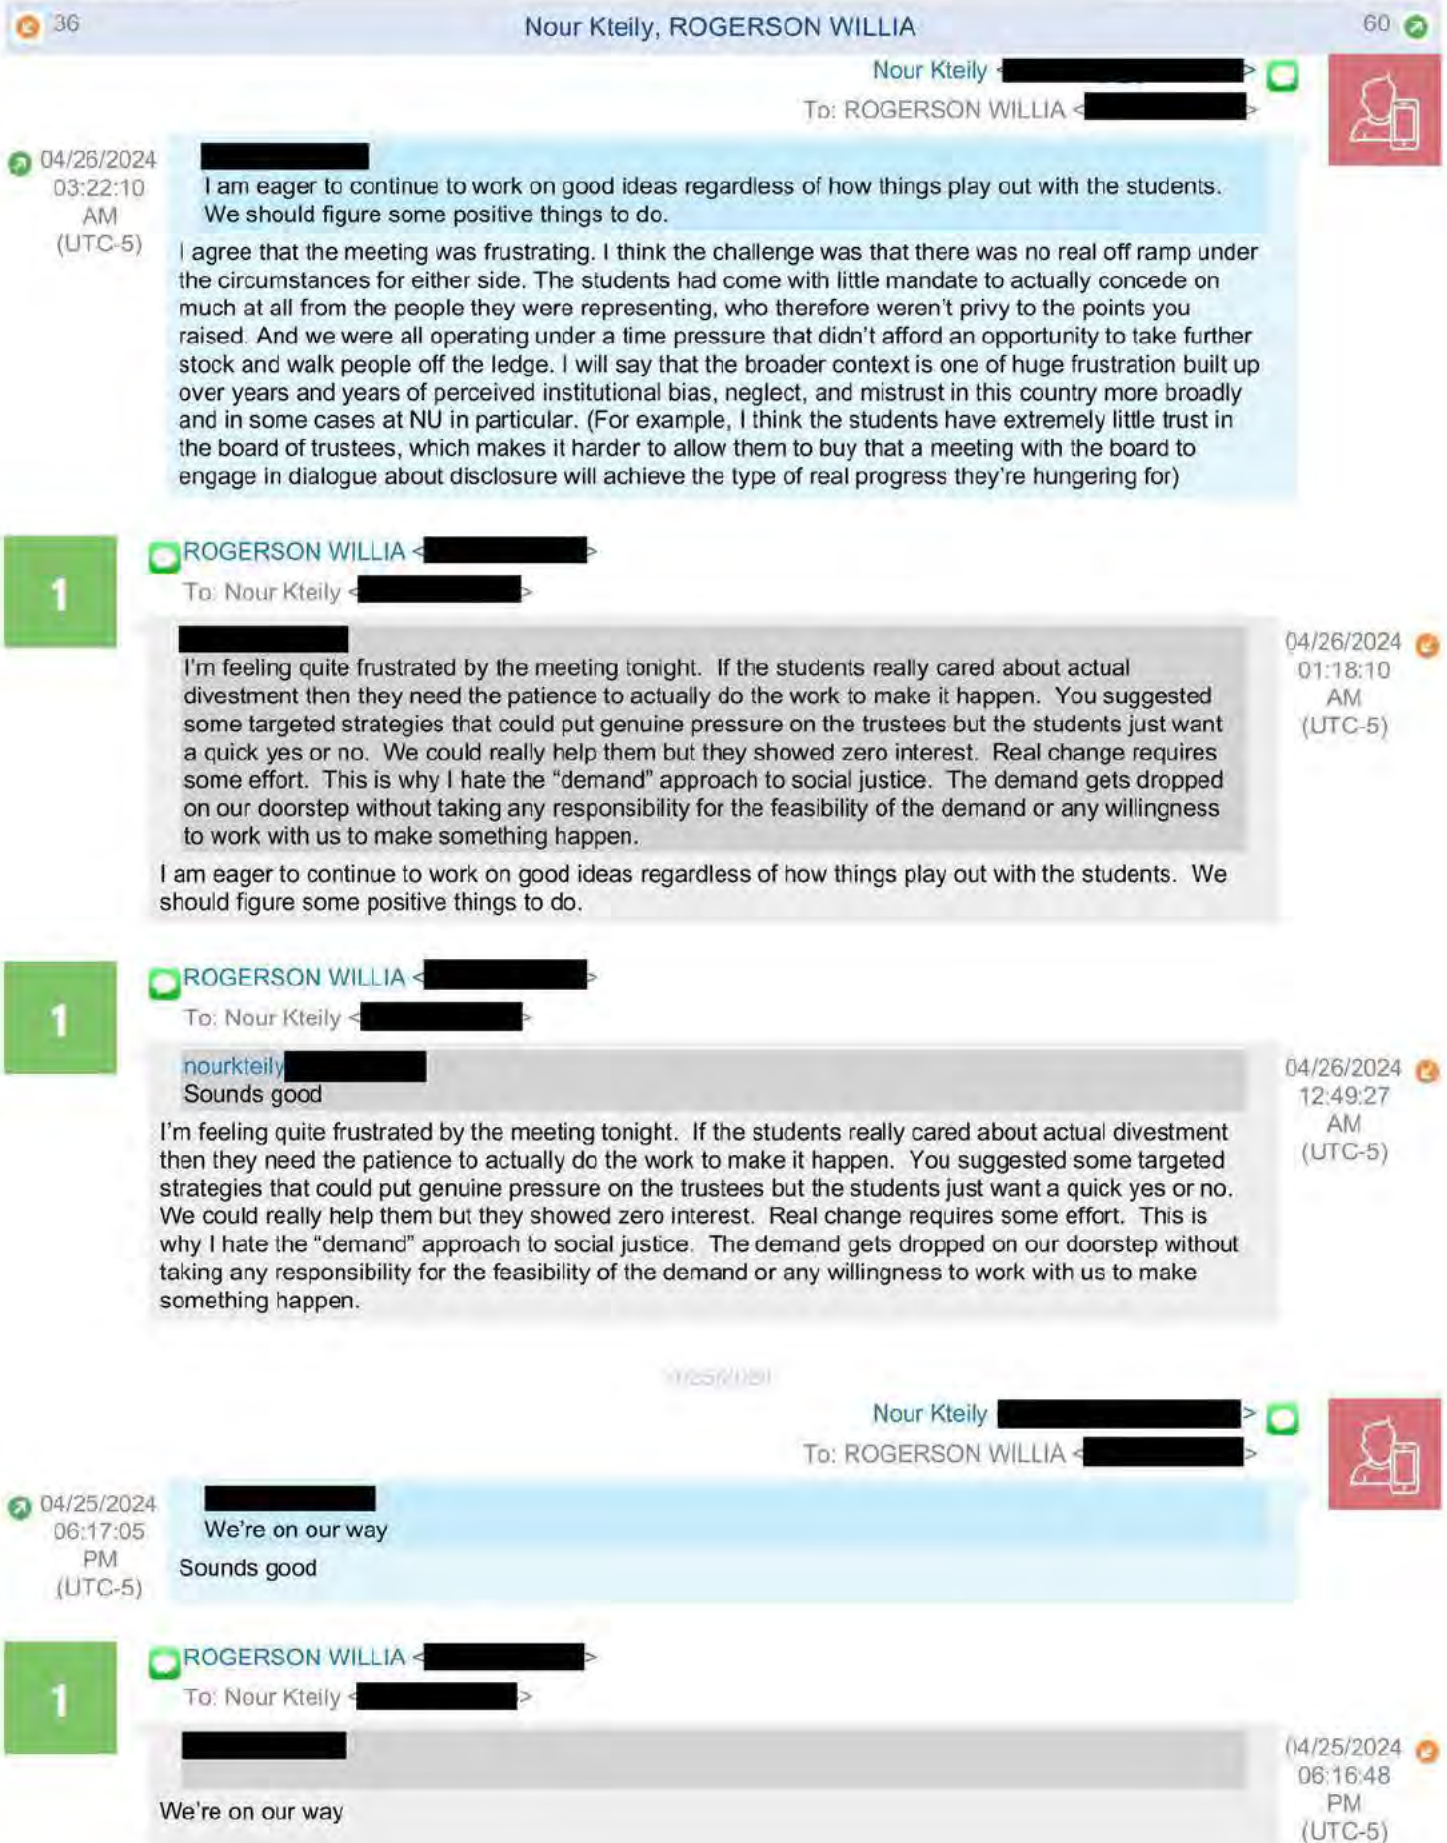 36
Nour Kteily, ROGERSON WILLIA
60
Nour Kteily < >
To: ROGERSON WILLIA < >
04/26/2024
03:22:10
AM
(UTC-5)
I am eager to continue to work on good ideas regardless of how things play out with the students.
We should figure some positive things to do.
I agree that the meeting was frustrating. I think the challenge was that there was no real off ramp under
the circumstances for either side. The students had come with little mandate to actually concede on
much at all from the people they were representing, who therefore weren't privy to the points you
raised. And we were all operating under a time pressure that didn't afford an opportunity to take further
stock and walk people off the ledge. I will say that the broader context is one of huge frustration built up
over years and years of perceived institutional bias, neglect, and mistrust in this country more broadly
and in some cases at NU in particular. (For example, I think the students have extremely little trust in
the board of trustees, which makes it harder to allow them to buy that a meeting with the board to
engage in dialogue about disclosure will achieve the type of real progress they're hungering for)
1
ROGERSON WILLIA < >
To: Nour Kteily < >
04/26/2024
01:18:10
AM
(UTC-5)
I'm feeling quite frustrated by the meeting tonight. If the students really cared about actual
divestment then they need the patience to actually do the work to make it happen. You suggested
some targeted strategies that could put genuine pressure on the trustees but the students just want
a quick yes or no. We could really help them but they showed zero interest. Real change requires
some effort. This is why I hate the “demand” approach to social justice. The demand gets dropped
on our doorstep without taking any responsibility for the feasibility of the demand or any willingness
to work with us to make something happen.
I am eager to continue to work on good ideas regardless of how things play out with the students. We
should figure some positive things to do.
1
ROGERSON WILLIA < >
To: Nour Kteily < >
nourkteily
Sounds good
04/26/2024
12:49:27
AM
(UTC-5)
I'm feeling quite frustrated by the meeting tonight. If the students really cared about actual divestment
then they need the patience to actually do the work to make it happen. You suggested some targeted
strategies that could put genuine pressure on the trustees but the students just want a quick yes or no.
We could really help them but they showed zero interest. Real change requires some effort. This is
why I hate the “demand” approach to social justice. The demand gets dropped on our doorstep without
taking any responsibility for the feasibility of the demand or any willingness to work with us to make
something happen.
Nour Kteily >
To: ROGERSON WILLIA < >
04/25/2024
06:17:05
PM
(UTC-5)
We're on our way
Sounds good
1
ROGERSON WILLIA < >
To: Nour Kteily < >
04/25/2024
06:16:48
PM
(UTC-5)
We're on our way